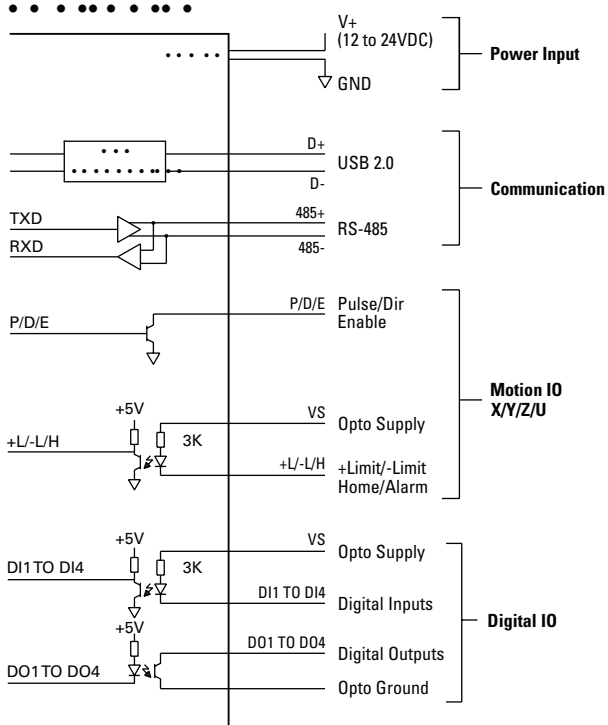 V+
(12 to 24VDC)
Power Input
GND
D+
USB 2.0
D-
Communication
TXD
485+
RS-485
RXD
485-
P/D/E
P/D/E
Pulse/Dir
Enable
Motion IO
X/Y/Z/U
+5V
VS
Opto Supply
3K
+L/-L/H
+L/-L/H
+Limit/-Limit
Home/Alarm
+5V
VS
Opto Supply
3K
DI1 TO DI4
DI1 TO DI4
Digital Inputs
Digital IO
+5V
DO1 TO DO4
Digital Outputs
DO1 TO DO4
Opto Ground